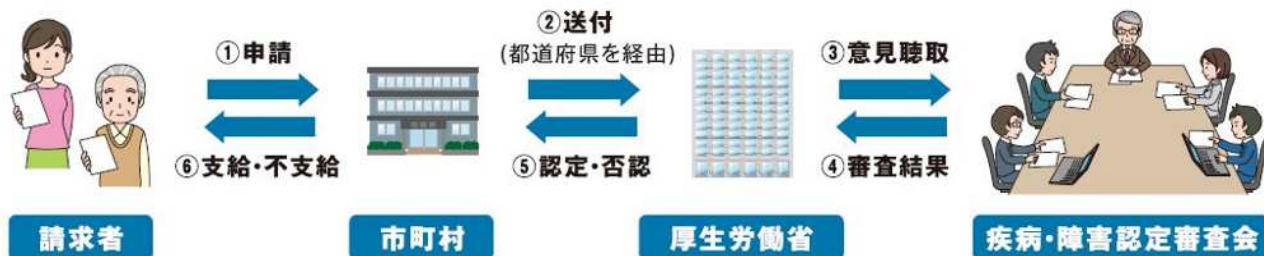 ①申請
②送付
(都道府県を経由)
③意見聴取
⑥支給・不支給
⑤認定・否認
④審査結果
請求者
市町村
厚生労働省
疾病・障害認定審査会